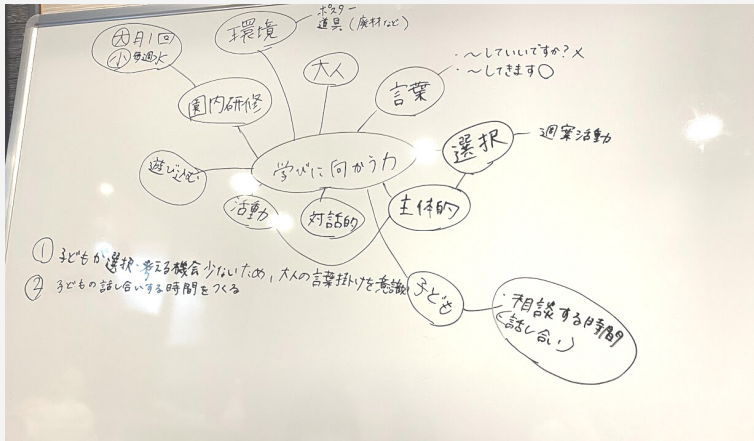 大 月1回
小 毎週水
環境
ポスター
道具(廃材など)
大人
言葉
・〜していいですか?×
・〜してきます○
園内研修
選択
週案活動
学びに向かう力
遊び込む
活動
対話的
主体的
① 子どもが選択・考える機会少ないため,大人の言葉掛けを意識
② 子どもの話し合いする時間をつくる
子ども
・相談する時間
(話し合い)